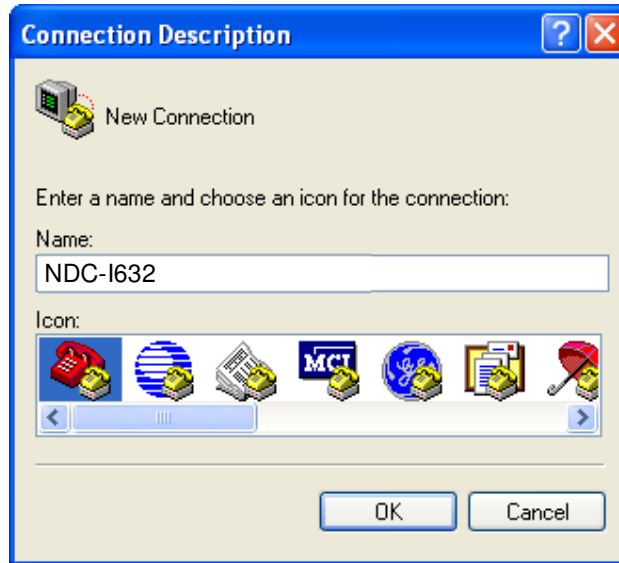 Connection Description
New Connection
Enter a name and choose an icon for the connection:
Name:
NDC-I632
Icon:
MCI
OK
Cancel